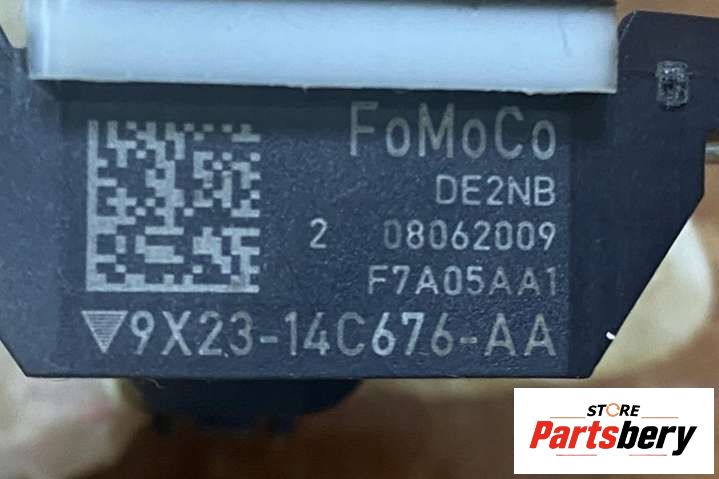 FoMoCo
DE2NB
2 08062009
F7A05AA1
▽9X23-14C676-AA
STORE
Partsbery